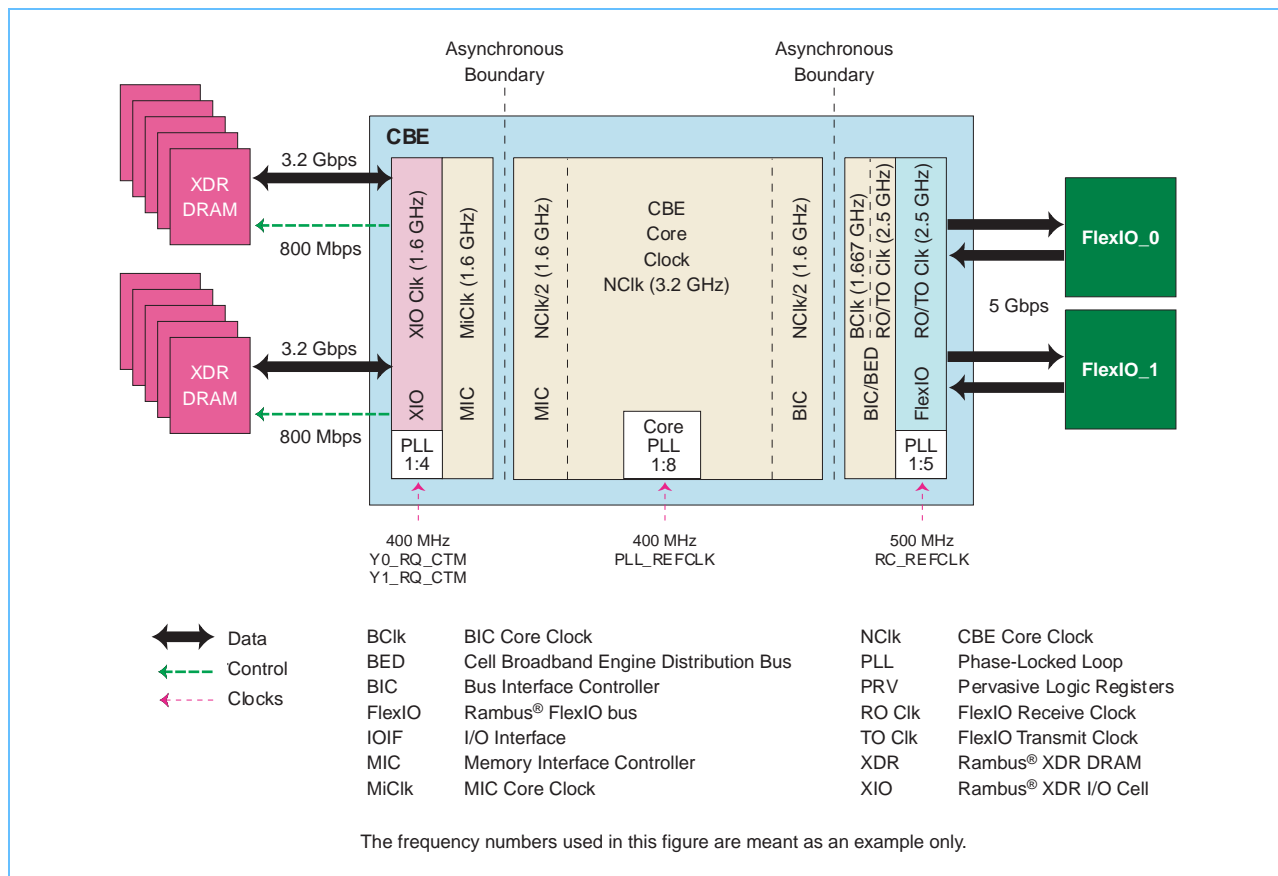 Asynchronous
Boundary
Asynchronous
Boundary
CBE
XDR
DRAM
3.2 Gbps
800 Mbps
XDR
DRAM
3.2 Gbps
800 Mbps
XIO Clk (1.6 GHz)
XIO
PLL
1:4
MiClk (1.6 GHz)
MIC
NClk/2 (1.6 GHz)
MIC
CBE
Core
Clock
NClk (3.2 GHz)
Core
PLL
1:8
NClk/2 (1.6 GHz)
BIC
BClk (1.667 GHz)
RO/TO Clk (2.5 GHz)
BIC/BED
RO/TO Clk (2.5 GHz)
FlexIO
PLL
1:5
FlexIO_0
5 Gbps
FlexIO_1
400 MHz
Y0_RQ_CTM
Y1_RQ_CTM
400 MHz
PLL_REFCLK
500 MHz
RC_REFCLK
Data
Control
Clocks
BClk BIC Core Clock
BED Cell Broadband Engine Distribution Bus
BIC Bus Interface Controller
FlexIO Rambus® FlexIO bus
IOIF I/O Interface
MIC Memory Interface Controller
MiClk MIC Core Clock
NClk CBE Core Clock
PLL Phase-Locked Loop
PRV Pervasive Logic Registers
RO Clk FlexIO Receive Clock
TO Clk FlexIO Transmit Clock
XDR Rambus® XDR DRAM
XIO Rambus® XDR I/O Cell
The frequency numbers used in this figure are meant as an example only.